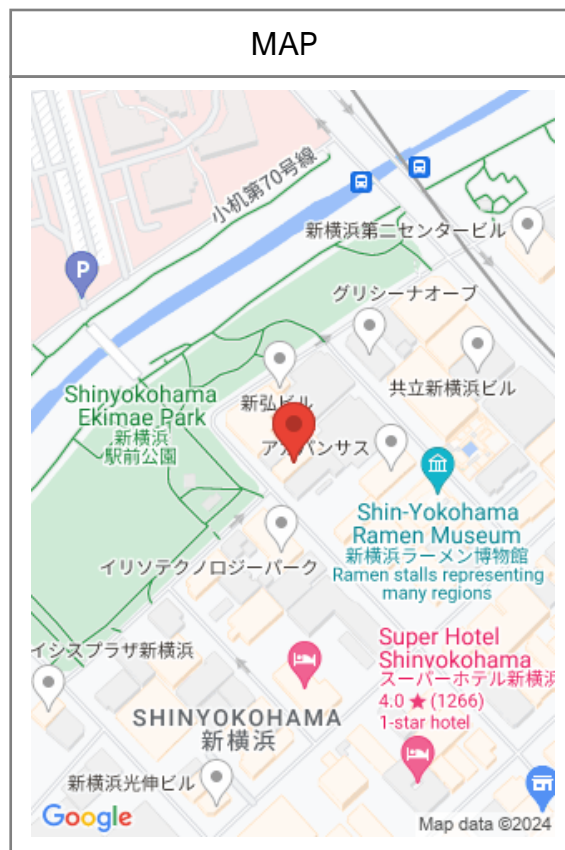 MAP
小机第70号線
新横浜第二センタービル
グリシーナオーブ
共立新横浜ビル
Shinyokohama
Ekimae Park
新横浜
駅前公園
新弘ビル
P
Shin-Yokohama
Ramen Museum
新横浜ラーメン博物館
Ramen stalls representing
many regions
イリソテクノロジーパーク
イシスプラザ新横浜
Super Hotel
Shinyokohama
スーパーホテル新横浜
4.0 ★ (1266)
1-star hotel
SHINYOKOHAMA
新横浜
新横浜光伸ビル
Google
Map data ©2024